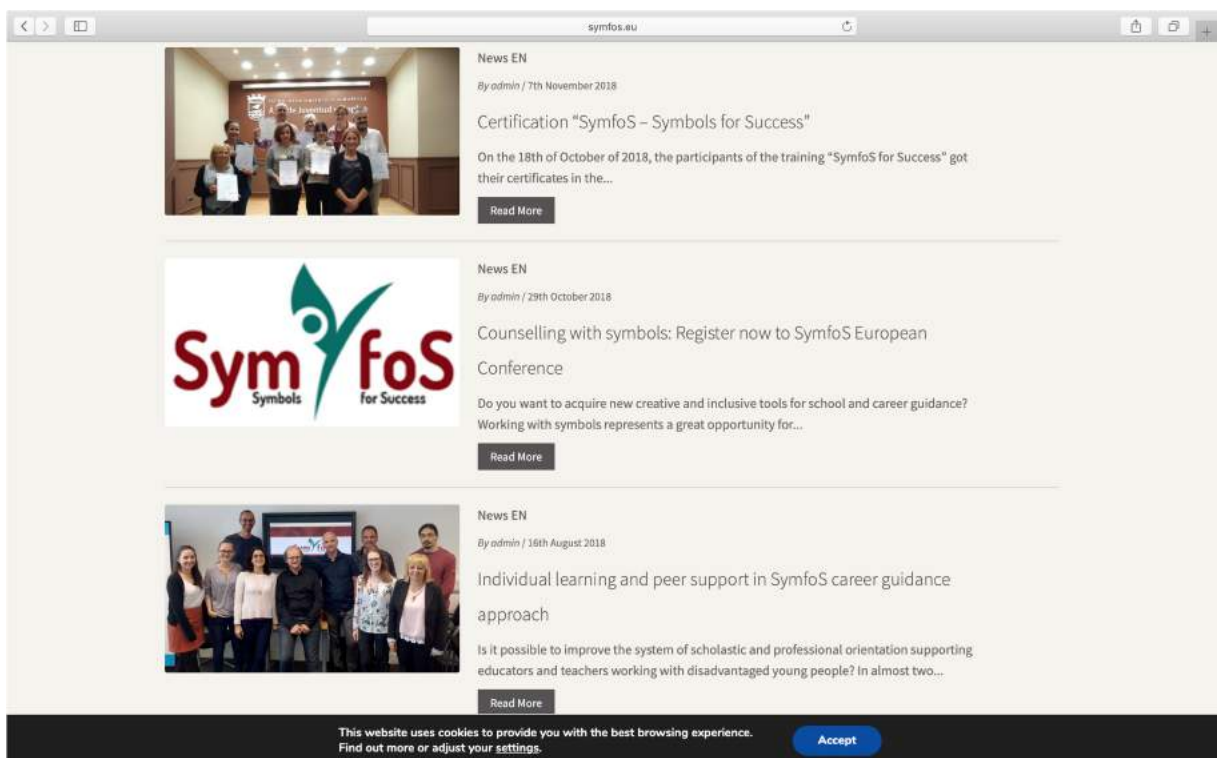 symfos.eu
News EN
By admin / 7th November 2018
Certification “SymfoS – Symbols for Success”
On the 18th of October of 2018, the participants of the training “SymfoS for Success” got
their certificates in the...
Read More
News EN
By admin / 29th October 2018
SymfoS
Symbols for Success
Counselling with symbols: Register now to SymfoS European
Conference
Do you want to acquire new creative and inclusive tools for school and career guidance?
Working with symbols represents a great opportunity for...
Read More
News EN
By admin / 16th August 2018
Individual learning and peer support in SymfoS career guidance
approach
Is it possible to improve the system of scholastic and professional orientation supporting
educators and teachers working with disadvantaged young people? In almost two...
Read More
This website uses cookies to provide you with the best browsing experience.
Find out more or adjust your settings.
Accept